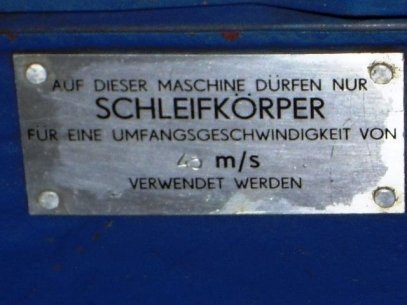 AUF DIESER MASCHINE DÜRFEN NUR
SCHLEIFKÖRPER
FÜR EINE UMFANGSGESCHWINDIGKEIT VON
m/s
VERWENDET WERDEN